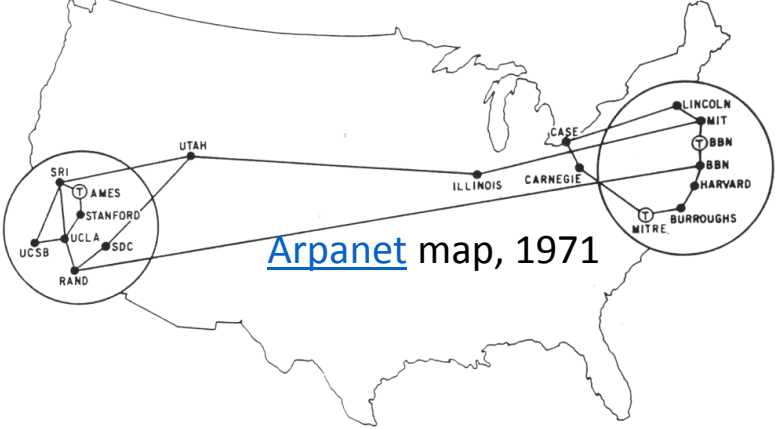 LINCOLN
MIT
T BBN
CASE
UTAH
BBN
SRI
ILLINOIS
CARNEGIE
HARVARD
T AMES
STANFORD
BURROUGHS
T
MITRE.
UCLA
SDC
UCSB
RAND
Arpanet map, 1971